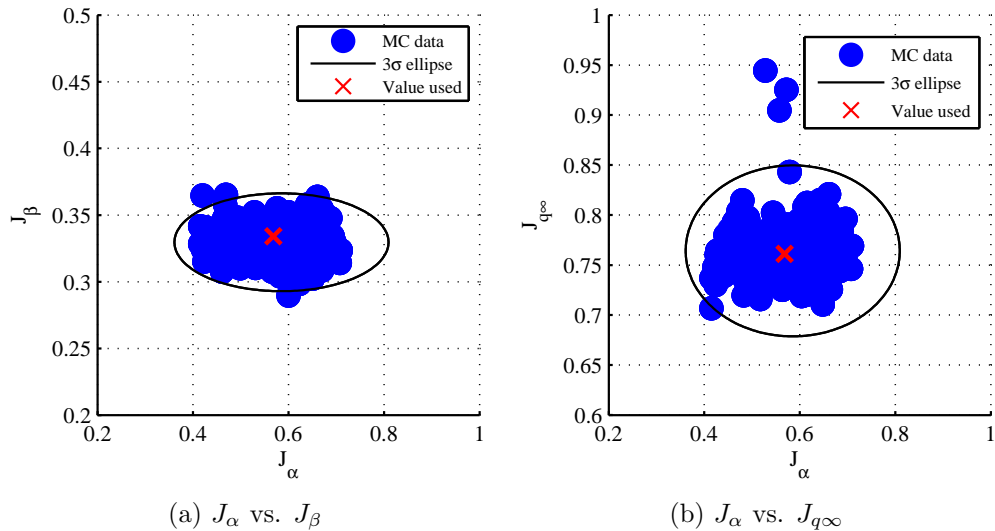 0.5
0.45
0.4
0.35
0.3
0.25
0.2
J_β
0.2 0.4 0.6 0.8 1
J_α
MC data
3σ ellipse
Value used
(a) J_α vs. J_β
1
0.95
0.9
0.85
0.8
0.75
0.7
0.65
0.6
J_q∞
0.2 0.4 0.6 0.8 1
J_α
MC data
3σ ellipse
Value used
(b) J_α vs. J_q∞